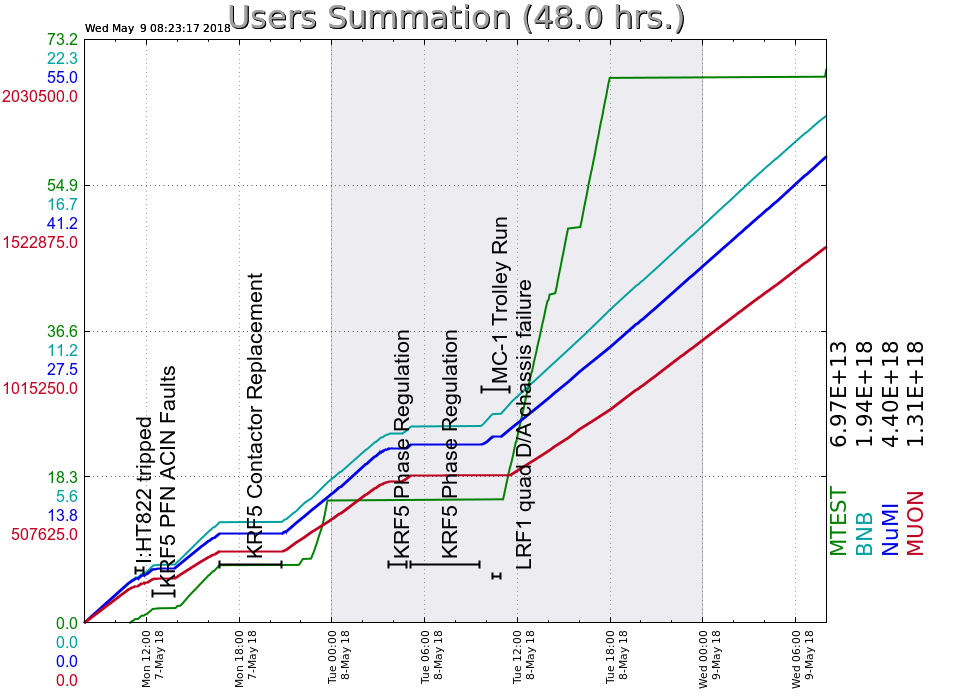 Users Summation (48.0 hrs.)
Wed May 9 08:23:17 2018
73.2
22.3
55.0
2030500.0
54.9
16.7
41.2
1522875.0
36.6
11.2
27.5
1015250.0
18.3
5.6
13.8
507625.0
0.0
0.0
0.0
0.0
I:HT822 tripped
KRF5 PFN ACIN Faults
KRF5 Contactor Replacement
KRF5 Phase Regulation
KRF5 Phase Regulation
MC-1 Trolley Run
LRF1 quad D/A chassis failure
Mon 12:00
7-May 18
Mon 18:00
7-May 18
Tue 00:00
8-May 18
Tue 06:00
8-May 18
Tue 12:00
8-May 18
Tue 18:00
8-May 18
Wed 00:00
9-May 18
Wed 06:00
9-May 18
MTEST 6.97E+13
BNB 1.94E+18
NuMI 4.40E+18
MUON 1.31E+18